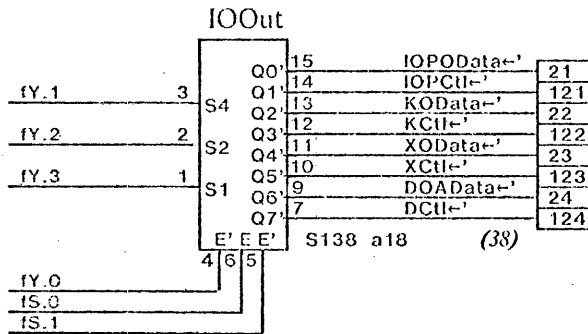 IOOut
15 IOPOData←' 21
Q0'
14 IOPCtl←' 121
Q1'
fY.1 3 S4
13 KOData←' 22
Q2'
12 KCtl←' 122
Q3'
fY.2 2 S2
11 XOData←' 23
Q4'
10 XCtl←' 123
Q5'
fY.3 1 S1
9 DOAData←' 24
Q6'
7 DCtl←' 124
Q7'
E' E E' S138 a18 (38)
4 6 5
fY.0
fS.0
fS.1